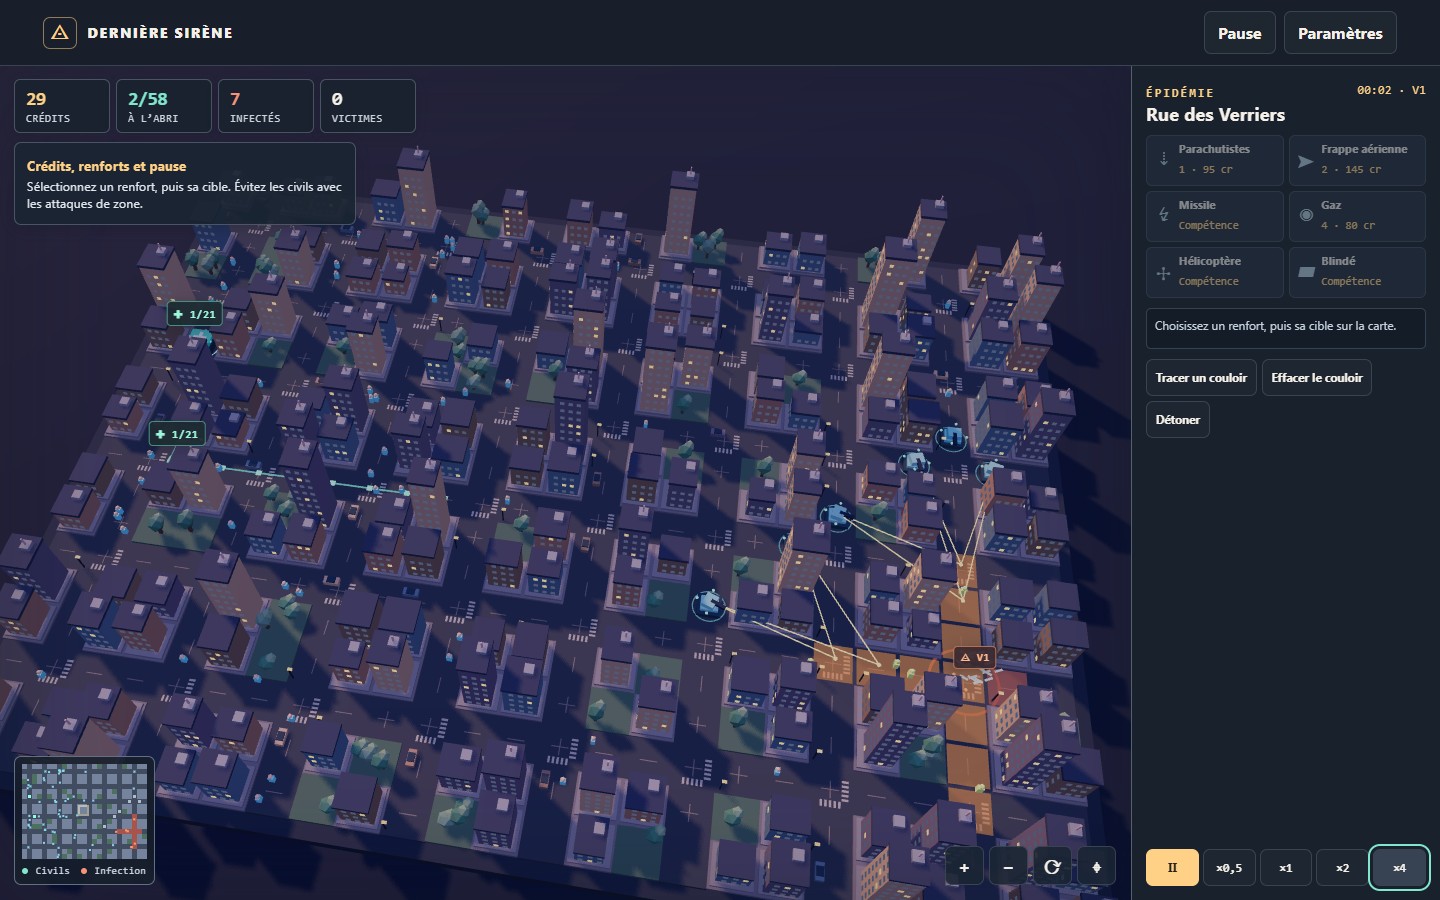 DERNIÈRE SIRÈNE
Pause
Paramètres
29
CRÉDITS
2/58
À L'ABRI
7
INFECTÉS
0
VICTIMES
Crédits, renforts et pause
Sélectionnez un renfort, puis sa cible. Évitez les civils avec
les attaques de zone.
1/21
1/21
V1
Civils
Infection
+
−
ÉPIDÉMIE
00:02 · V1
Rue des Verriers
Parachutistes
1 · 95 cr
Frappe aérienne
2 · 145 cr
Missile
Compétence
Gaz
4 · 80 cr
Hélicoptère
Compétence
Blindé
Compétence
Choisissez un renfort, puis sa cible sur la carte.
Tracer un couloir
Effacer le couloir
Détoner
II
×0,5
×1
×2
×4